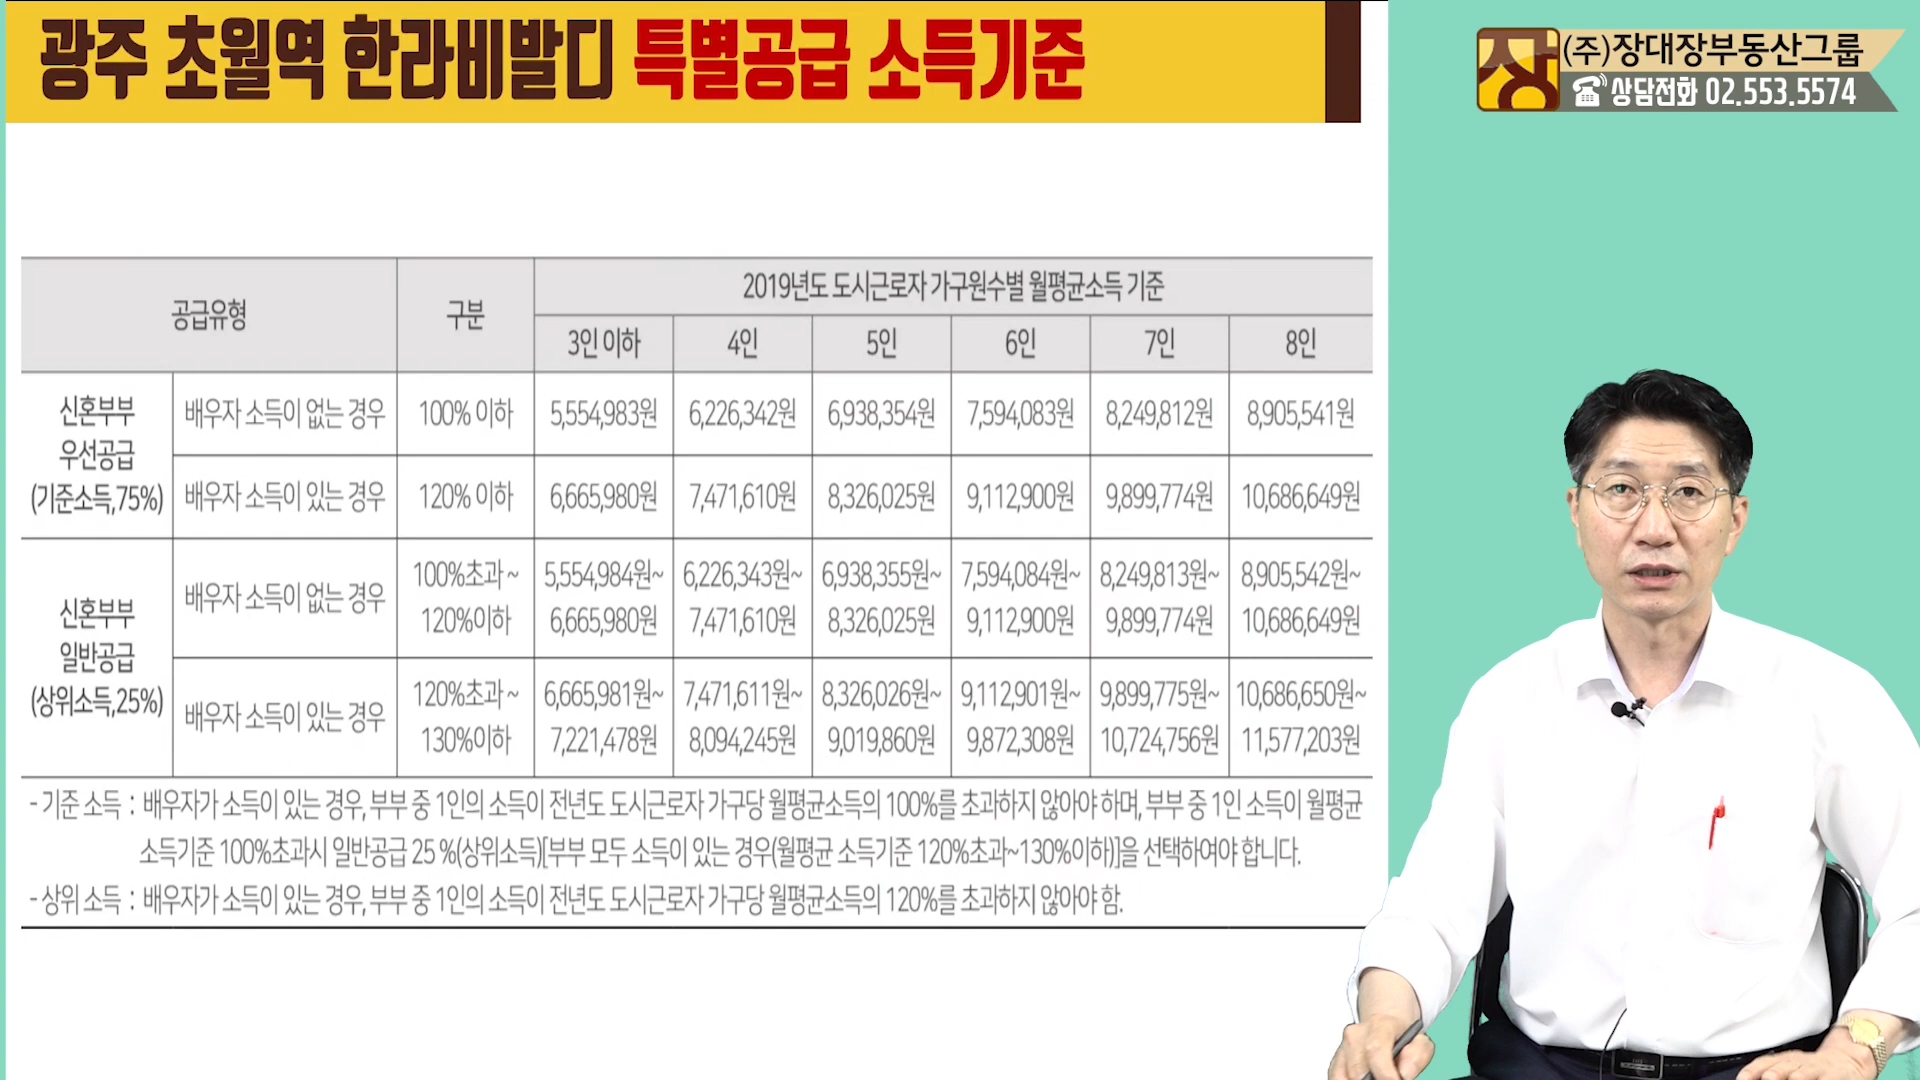 광주 초월역 한라비발디 특별공급 소득기준
장
(주)장대장부동산그룹
상담전화 02.553.5574
공급유형 구분 2019년도 도시근로자 가구원수별 월평균소득 기준
3인 이하 4인 5인 6인 7인 8인
신혼부부
우선공급
(기준소득,75%)
배우자 소득이 없는 경우 100% 이하 5,554,983원 6,226,342원 6,938,354원 7,594,083원 8,249,812원 8,905,541원
배우자 소득이 있는 경우 120% 이하 6,665,980원 7,471,610원 8,326,025원 9,112,900원 9,899,774원 10,686,649원
신혼부부
일반공급
(상위소득,25%)
배우자 소득이 없는 경우 100%초과 ~ 5,554,984원~ 6,226,343원~ 6,938,355원~ 7,594,084원~ 8,249,813원~ 8,905,542원~
120%이하 6,665,980원 7,471,610원 8,326,025원 9,112,900원 9,899,774원 10,686,649원
배우자 소득이 있는 경우 120%초과 ~ 6,665,981원~ 7,471,611원~ 8,326,026원~ 9,112,901원~ 9,899,775원~ 10,686,650원~
130%이하 7,221,478원 8,094,245원 9,019,860원 9,872,308원 10,724,756원 11,577,203원
- 기준 소득 : 배우자가 소득이 있는 경우, 부부 중 1인의 소득이 전년도 도시근로자 가구당 월평균소득의 100%를 초과하지 않아야 하며, 부부 중 1인 소득이 월평균
소득기준 100%초과시 일반공급 25 %(상위소득)[부부 모두 소득이 있는 경우(월평균 소득기준 120%초과~130%이하)]을 선택하여야 합니다.
- 상위 소득 : 배우자가 소득이 있는 경우, 부부 중 1인의 소득이 전년도 도시근로자 가구당 월평균소득의 120%를 초과하지 않아야 함.